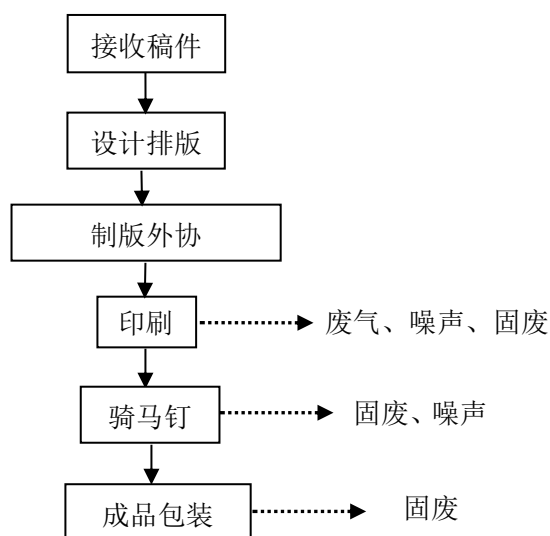 接收稿件
设计排版
制版外协
印刷
废气、噪声、固废
骑马钉
固废、噪声
成品包装
固废